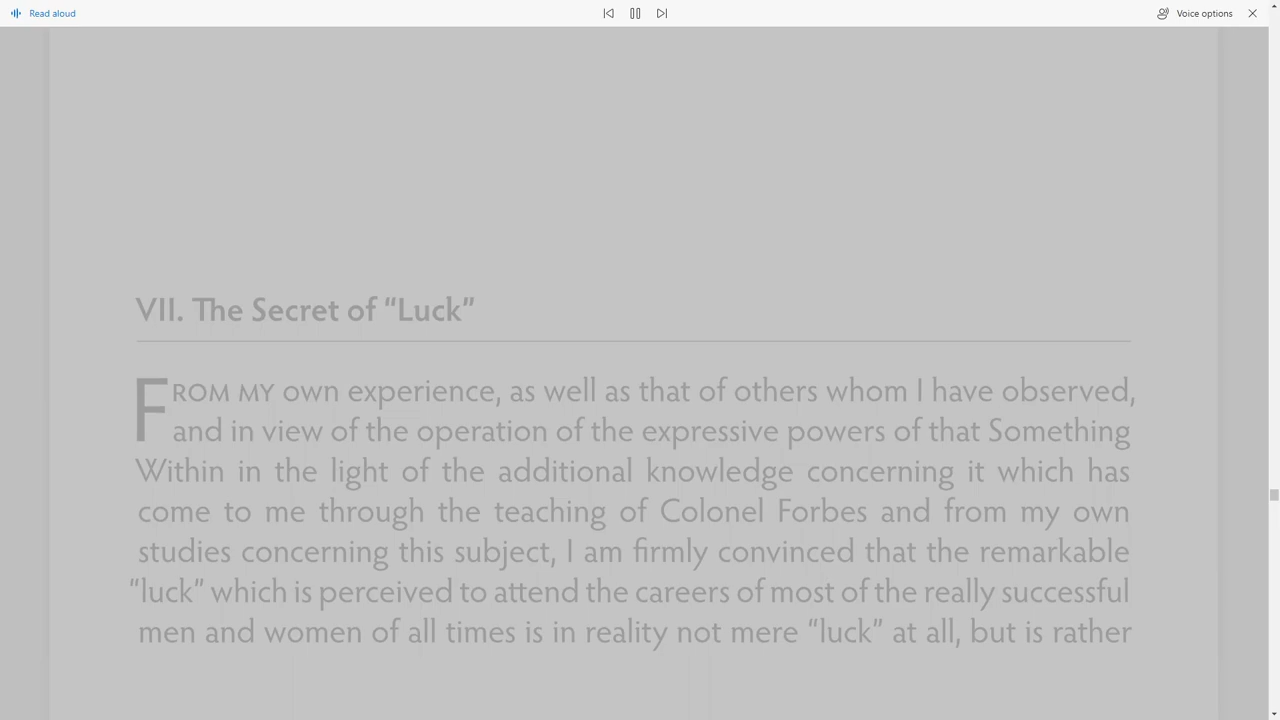 Read aloud
Voice options
VII. The Secret of “Luck”
FROM MY own experience, as well as that of others whom I have observed,
and in view of the operation of the expressive powers of that Something
Within in the light of the additional knowledge concerning it which has
come to me through the teaching of Colonel Forbes and from my own
studies concerning this subject, I am firmly convinced that the remarkable
“luck” which is perceived to attend the careers of most of the really successful
men and women of all times is in reality not mere “luck” at all, but is rather